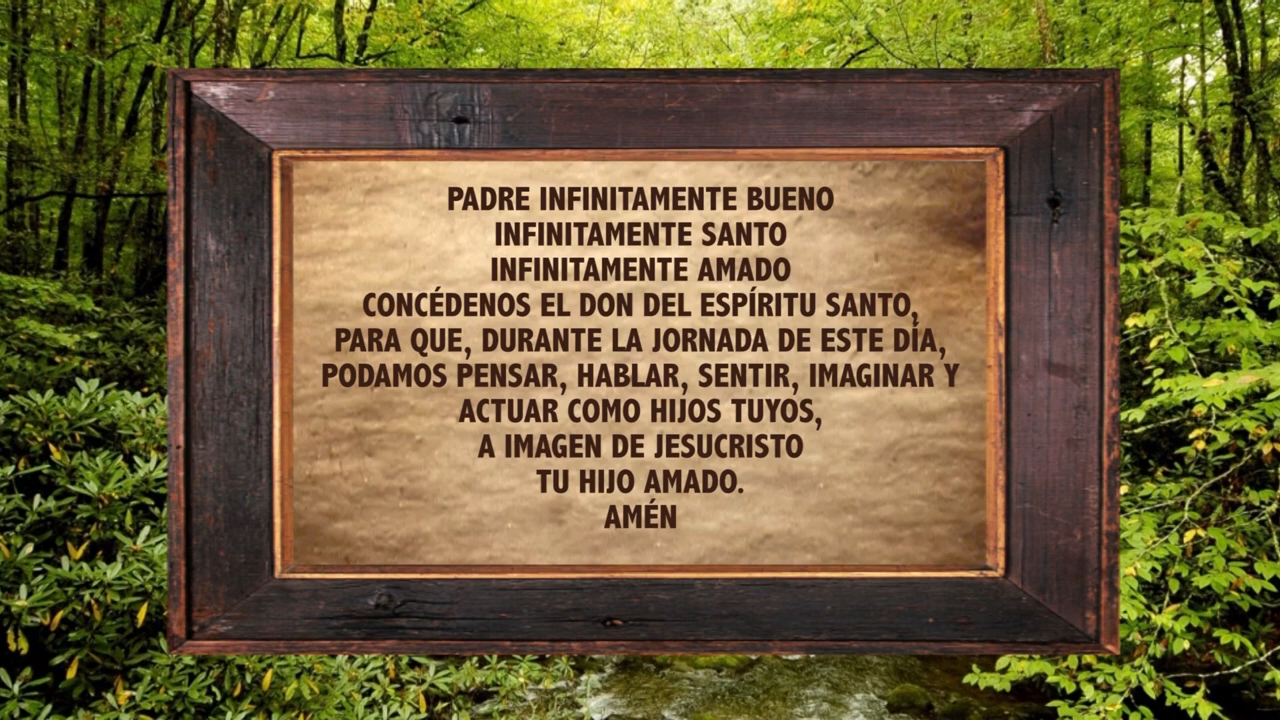 PADRE INFINITAMENTE BUENO
INFINITAMENTE SANTO
INFINITAMENTE AMADO
CONCÉDENOS EL DON DEL ESPÍRITU SANTO,
PARA QUE, DURANTE LA JORNADA DE ESTE DÍA,
PODAMOS PENSAR, HABLAR, SENTIR, IMAGINAR Y
ACTUAR COMO HIJOS TUYOS,
A IMAGEN DE JESUCRISTO
TU HIJO AMADO.
AMÉN